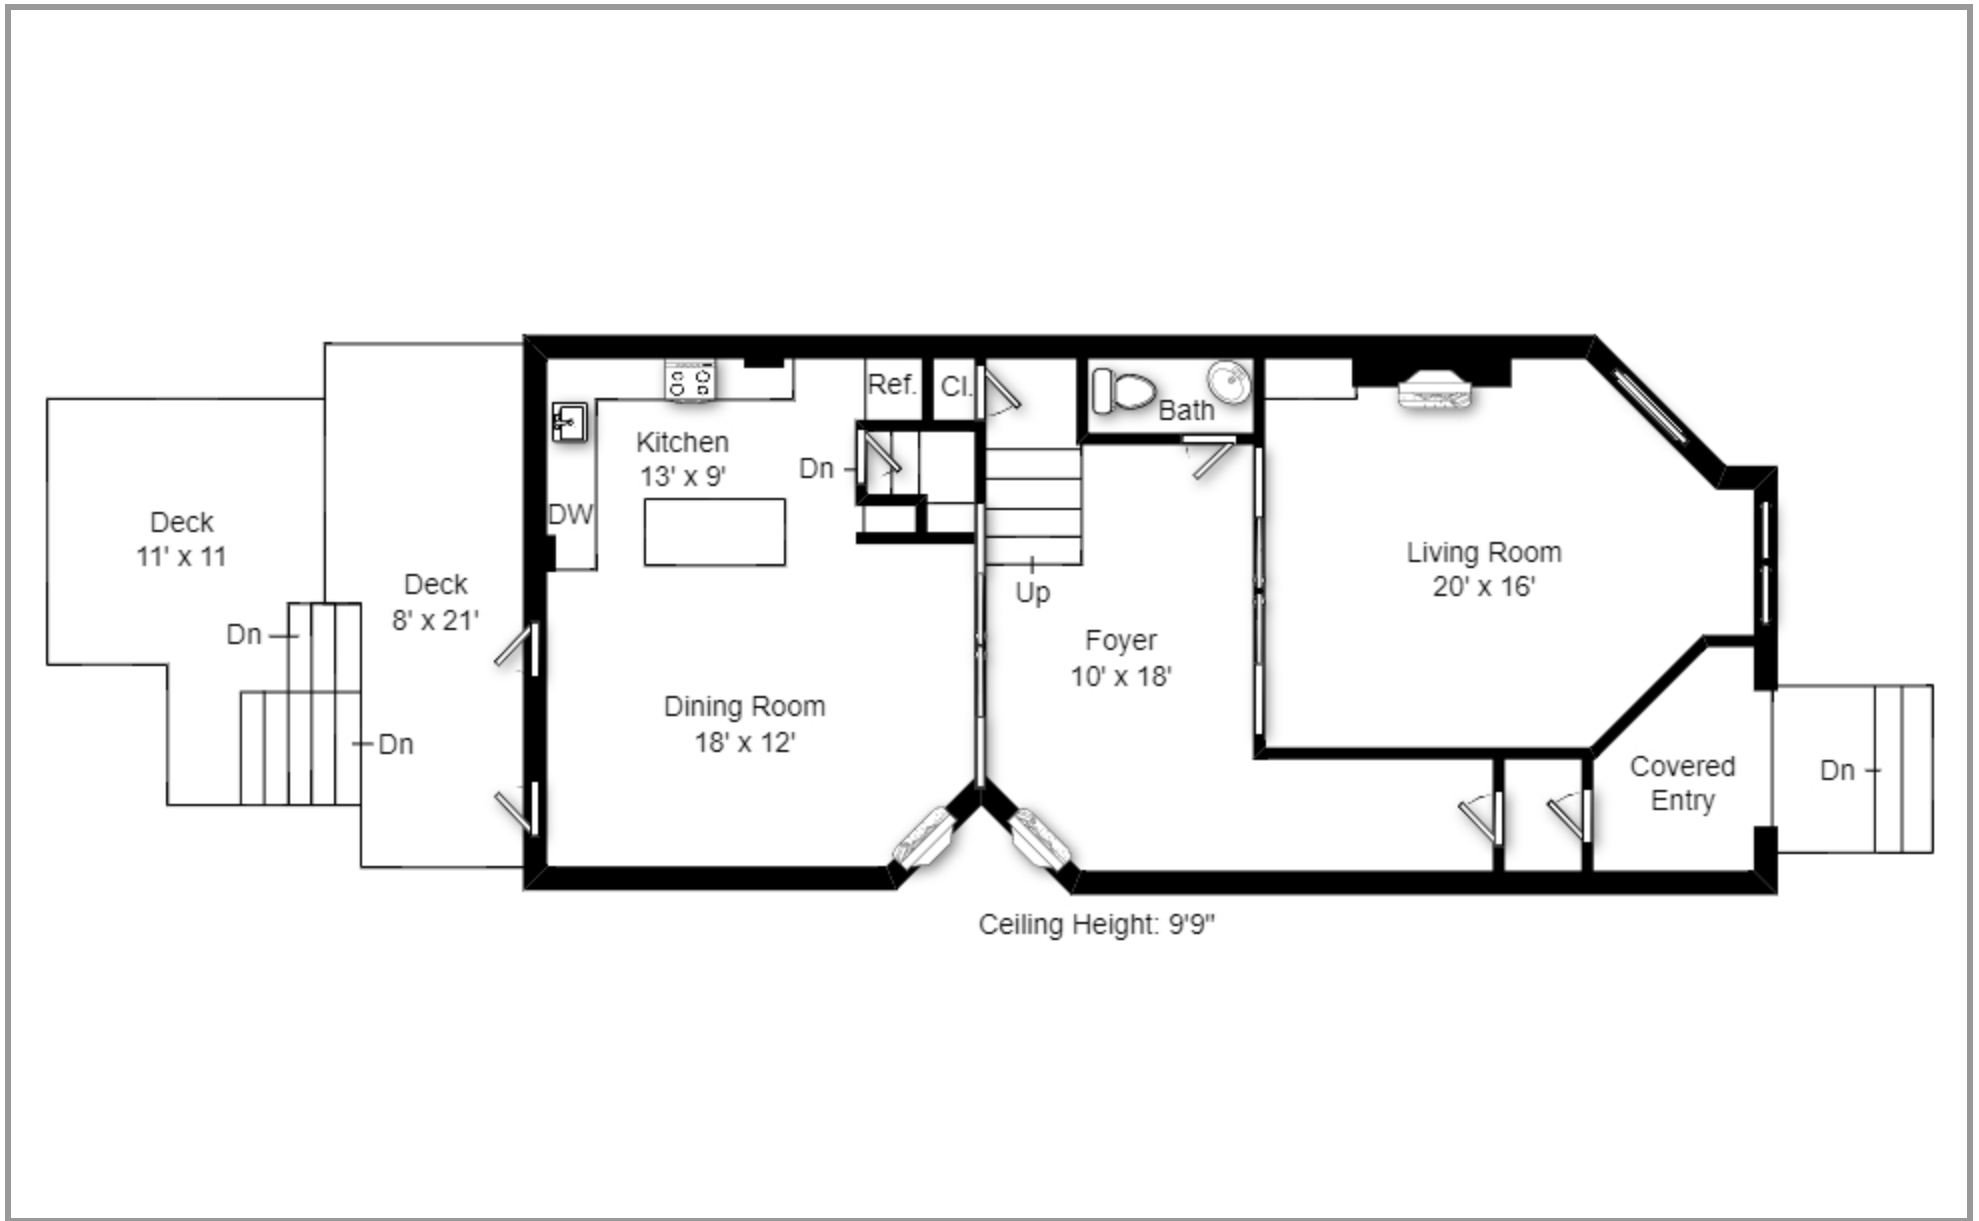 Ref.
Cl.
Bath
Kitchen
13' x 9'
Dn
DW
Deck
11' x 11
Deck
8' x 21'
Dn
Dn
Up
Living Room
20' x 16'
Foyer
10' x 18'
Dining Room
18' x 12'
Covered
Entry
Dn
Ceiling Height: 9'9"